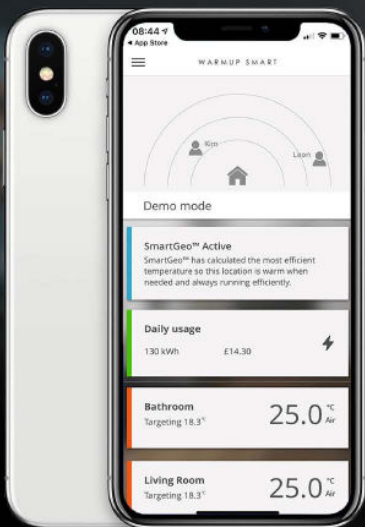 08:44
◀ App Store
WARMUP SMART
Kim
Leon
Demo mode
SmartGeo™ Active
SmartGeo™ has calculated the most efficient
temperature so this location is warm when
needed and always running efficiently.
Daily usage
130 kWh £14.30
Bathroom
Targeting 18.3°
25.0 °C
Air
Living Room
Targeting 18.3°
25.0 °C
Air